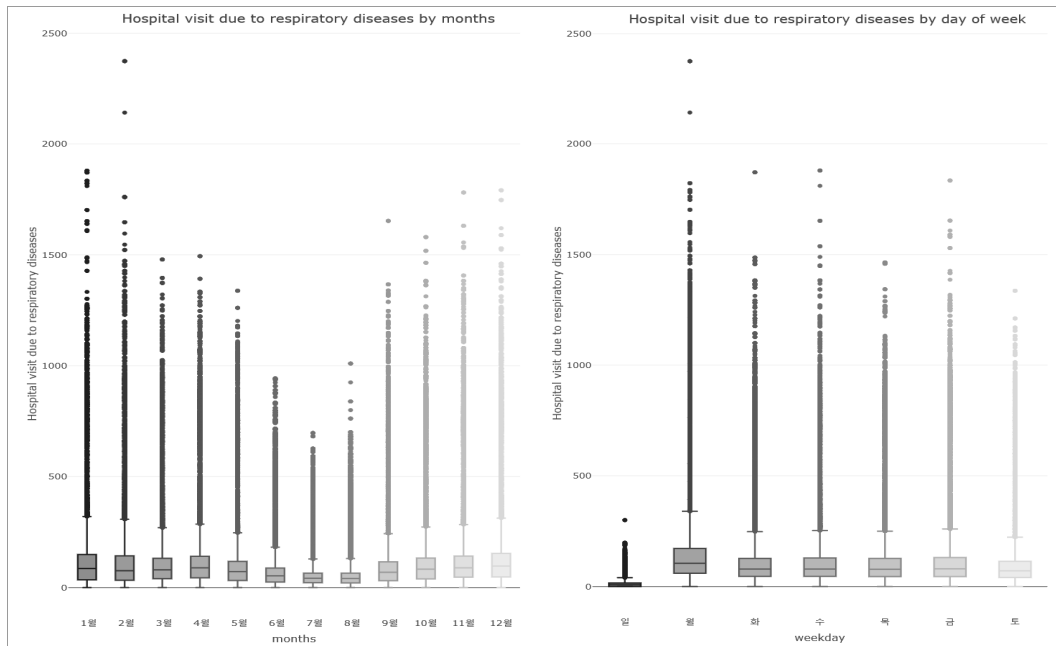 Hospital visit due to respiratory diseases by months
Hospital visit due to respiratory diseases
2500
2000
1500
1000
500
0
1월 2월 3월 4월 5월 6월 7월 8월 9월 10월 11월 12월
months
Hospital visit due to respiratory diseases by day of week
Hospital visit due to respiratory diseases
2500
2000
1500
1000
500
0
일 월 화 수 목 금 토
weekday